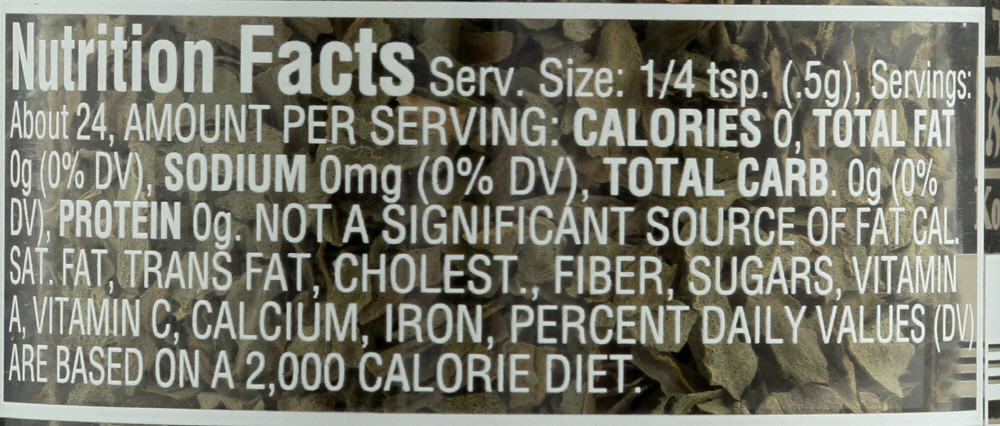 Nutrition Facts Serv. Size: 1/4 tsp. (.5g), Servings:
About 24, AMOUNT PER SERVING: CALORIES 0, TOTAL FAT
0g (0% DV), SODIUM 0mg (0% DV), TOTAL CARB. 0g (0%
DV), PROTEIN 0g. NOT A SIGNIFICANT SOURCE OF FAT CAL.
SAT. FAT, TRANS FAT, CHOLEST., FIBER, SUGARS, VITAMIN
A, VITAMIN C, CALCIUM, IRON, PERCENT DAILY VALUES (DV)
ARE BASED ON A 2,000 CALORIE DIET.